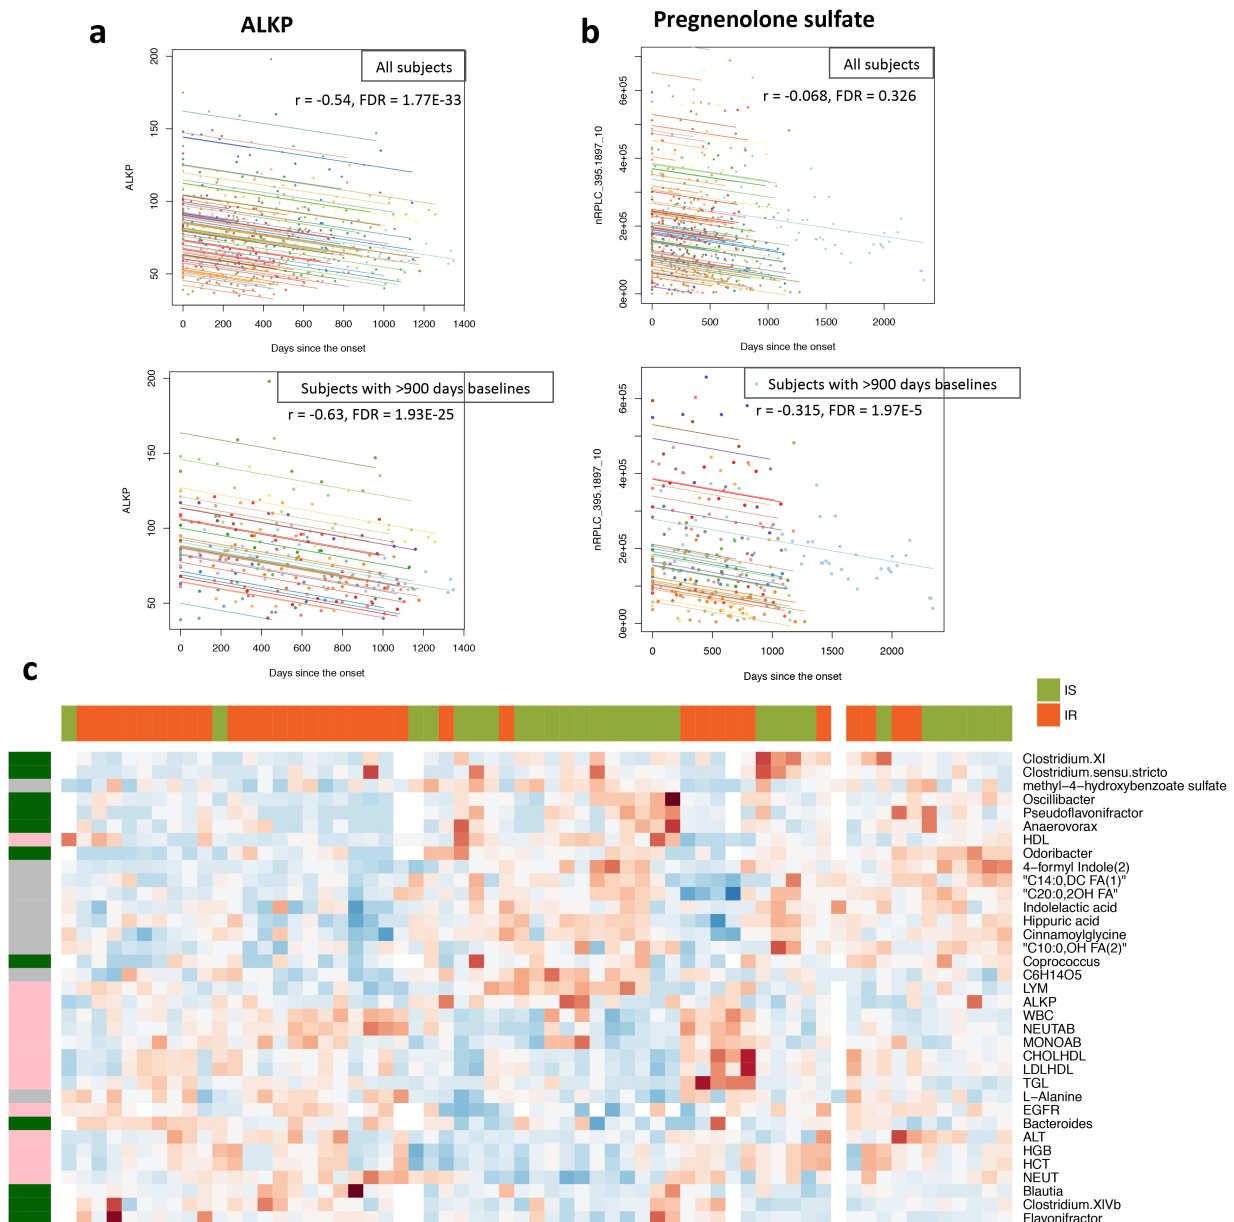 a
ALKP
b
Pregnenolone sulfate
All subjects
r = -0.54, FDR = 1.77E-33
ALKP
200
150
100
50
0 200 400 600 800 1000 1200 1400
Days since the onset
All subjects
r = -0.068, FDR = 0.326
nRPLC_395.1897_10
6e+05
4e+05
2e+05
0e+00
0 500 1000 1500 2000
Days since the onset
Subjects with >900 days baselines
r = -0.63, FDR = 1.93E-25
ALKP
200
150
100
50
0 200 400 600 800 1000 1200 1400
Days since the onset
Subjects with >900 days baselines
r = -0.315, FDR = 1.97E-5
nRPLC_395.1897_10
6e+05
4e+05
2e+05
0e+00
0 500 1000 1500 2000
Days since the onset
c
IS
IR
Clostridium.XI
Clostridium.sensu.stricto
methyl−4−hydroxybenzoate sulfate
Oscillibacter
Pseudoflavonifractor
Anaerovorax
HDL
Odoribacter
4−formyl Indole(2)
"C14:0,DC FA(1)"
"C20:0,2OH FA"
Indolelactic acid
Hippuric acid
Cinnamoylglycine
"C10:0,OH FA(2)"
Coprococcus
C6H14O5
LYM
ALKP
WBC
NEUTAB
MONOAB
CHOLHDL
LDLHDL
TGL
L−Alanine
EGFR
Bacteroides
ALT
HGB
HCT
NEUT
Blautia
Clostridium.XIVb
Flavonifractor